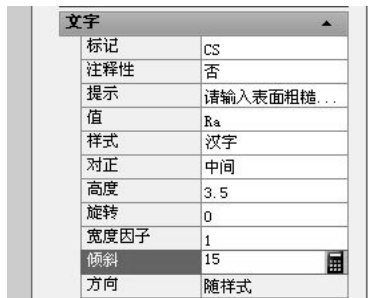 文字
标记 CS
注释性 否
提示 请输入表面粗糙...
值 Ra
样式 汉字
对正 中间
高度 3.5
旋转 0
宽度因子 1
倾斜 15
方向 随样式